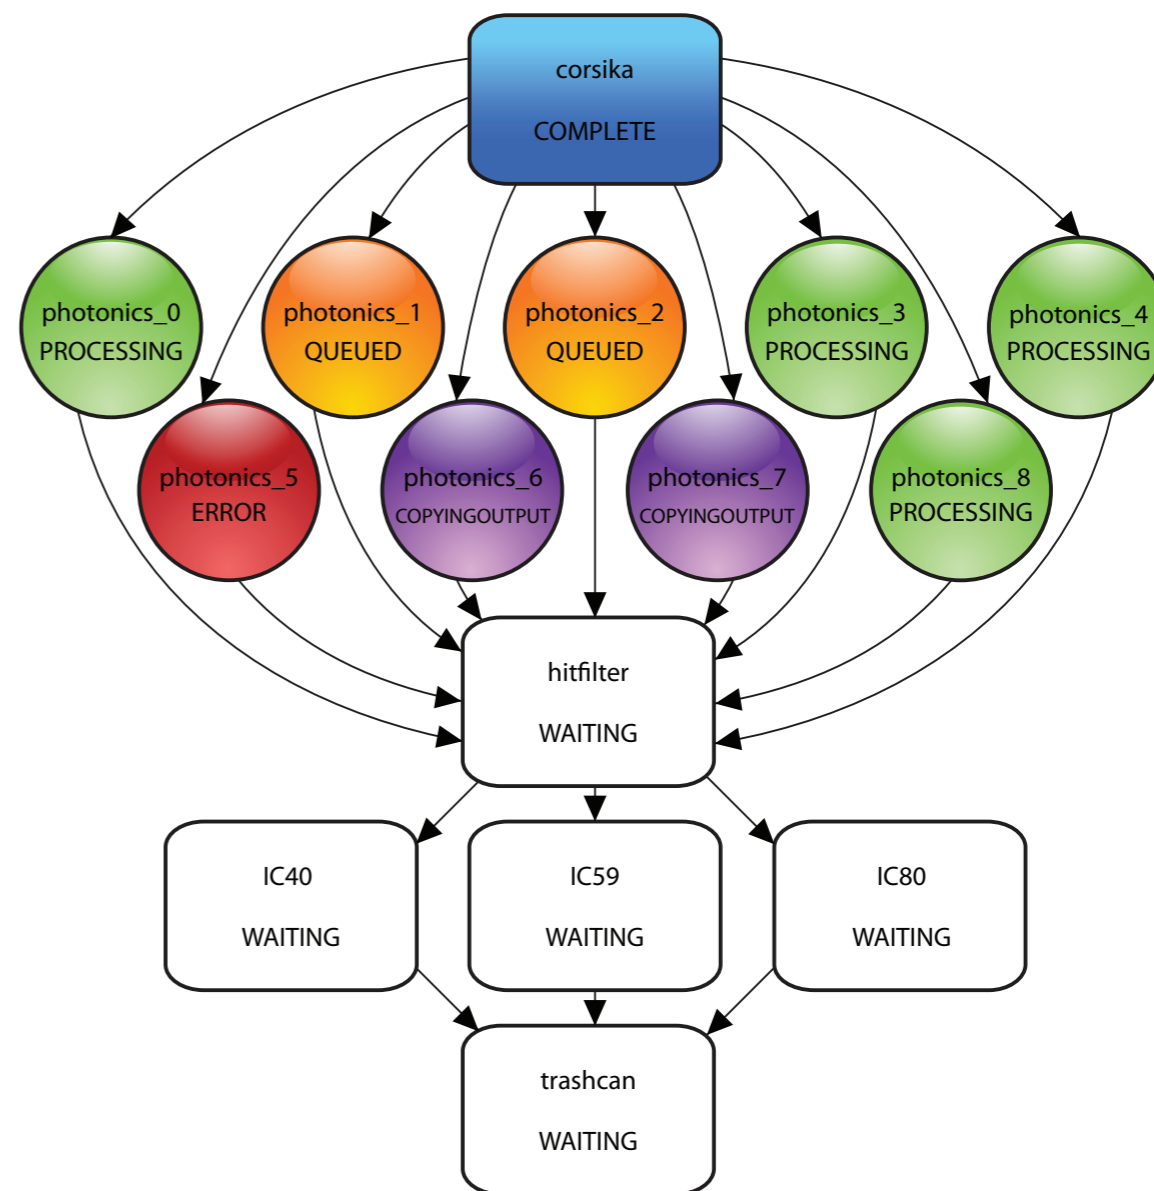 corsika
COMPLETE
photonics_0
PROCESSING
photonics_1
QUEUED
photonics_2
QUEUED
photonics_3
PROCESSING
photonics_4
PROCESSING
photonics_5
ERROR
photonics_6
COPYINGOUTPUT
photonics_7
COPYINGOUTPUT
photonics_8
PROCESSING
hitfilter
WAITING
IC40
WAITING
IC59
WAITING
IC80
WAITING
trashcan
WAITING